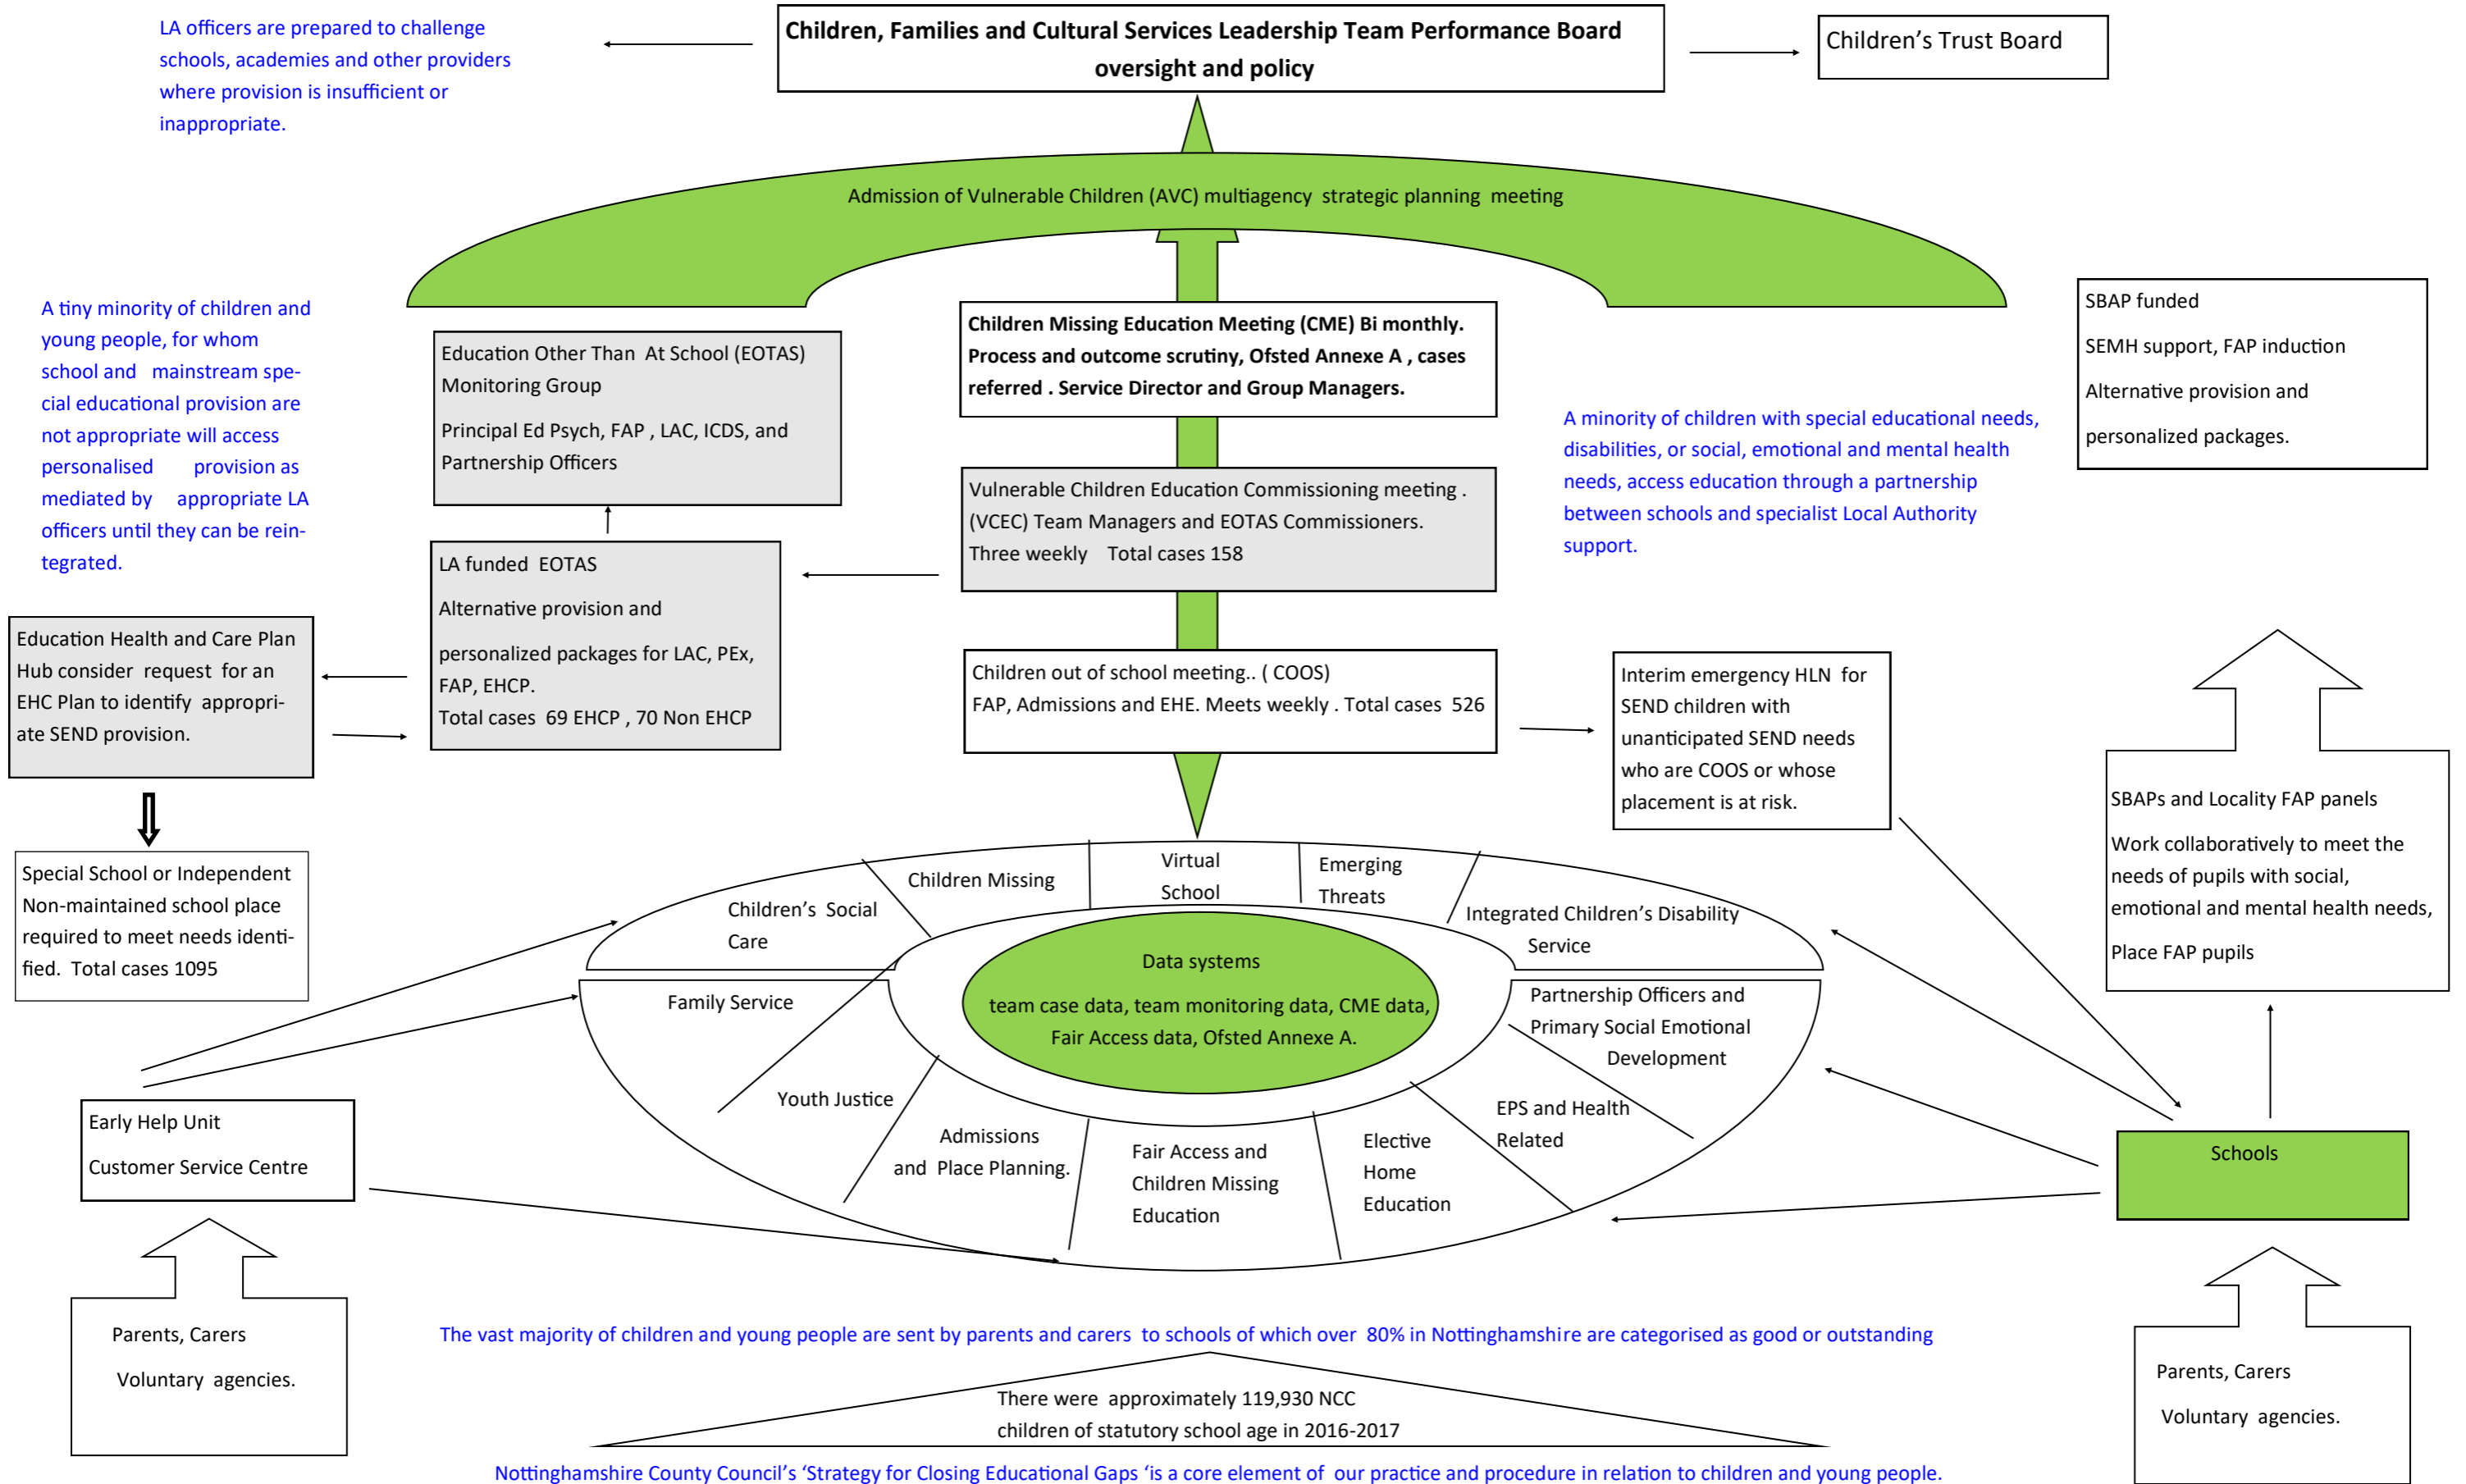 LA officers are prepared to challenge
schools, academies and other providers
where provision is insufficient or
inappropriate.
Children, Families and Cultural Services Leadership Team Performance Board
oversight and policy
Children’s Trust Board
Admission of Vulnerable Children (AVC) multiagency strategic planning meeting
A tiny minority of children and
young people, for whom
school and mainstream spe-
cial educational provision are
not appropriate will access
personalised provision as
mediated by appropriate LA
officers until they can be rein-
tegrated.
Education Other Than At School (EOTAS)
Monitoring Group
Principal Ed Psych, FAP , LAC, ICDS, and
Partnership Officers
Children Missing Education Meeting (CME) Bi monthly.
Process and outcome scrutiny, Ofsted Annexe A , cases
referred . Service Director and Group Managers.
SBAP funded
SEMH support, FAP induction
Alternative provision and
personalized packages.
A minority of children with special educational needs,
disabilities, or social, emotional and mental health
needs, access education through a partnership
between schools and specialist Local Authority
support.
Vulnerable Children Education Commissioning meeting .
(VCEC) Team Managers and EOTAS Commissioners.
Three weekly Total cases 158
LA funded EOTAS
Alternative provision and
personalized packages for LAC, PEx,
FAP, EHCP.
Total cases 69 EHCP , 70 Non EHCP
Education Health and Care Plan
Hub consider request for an
EHC Plan to identify appropri-
ate SEND provision.
Children out of school meeting.. ( COOS)
FAP, Admissions and EHE. Meets weekly . Total cases 526
Interim emergency HLN for
SEND children with
unanticipated SEND needs
who are COOS or whose
placement is at risk.
SBAPs and Locality FAP panels
Work collaboratively to meet the
needs of pupils with social,
emotional and mental health needs,
Place FAP pupils
Special School or Independent
Non-maintained school place
required to meet needs identi-
fied. Total cases 1095
Children’s Social
Care
Children Missing
Virtual
School
Emerging
Threats
Integrated Children’s Disability
Service
Data systems
team case data, team monitoring data, CME data,
Fair Access data, Ofsted Annexe A.
Family Service
Partnership Officers and
Primary Social Emotional
Development
Youth Justice
Admissions
and Place Planning.
Fair Access and
Children Missing
Education
Elective
Home
Education
EPS and Health
Related
Early Help Unit
Customer Service Centre
Schools
Parents, Carers
Voluntary agencies.
Parents, Carers
Voluntary agencies.
The vast majority of children and young people are sent by parents and carers to schools of which over 80% in Nottinghamshire are categorised as good or outstanding
There were approximately 119,930 NCC
children of statutory school age in 2016-2017
Nottinghamshire County Council’s ‘Strategy for Closing Educational Gaps ‘is a core element of our practice and procedure in relation to children and young people.